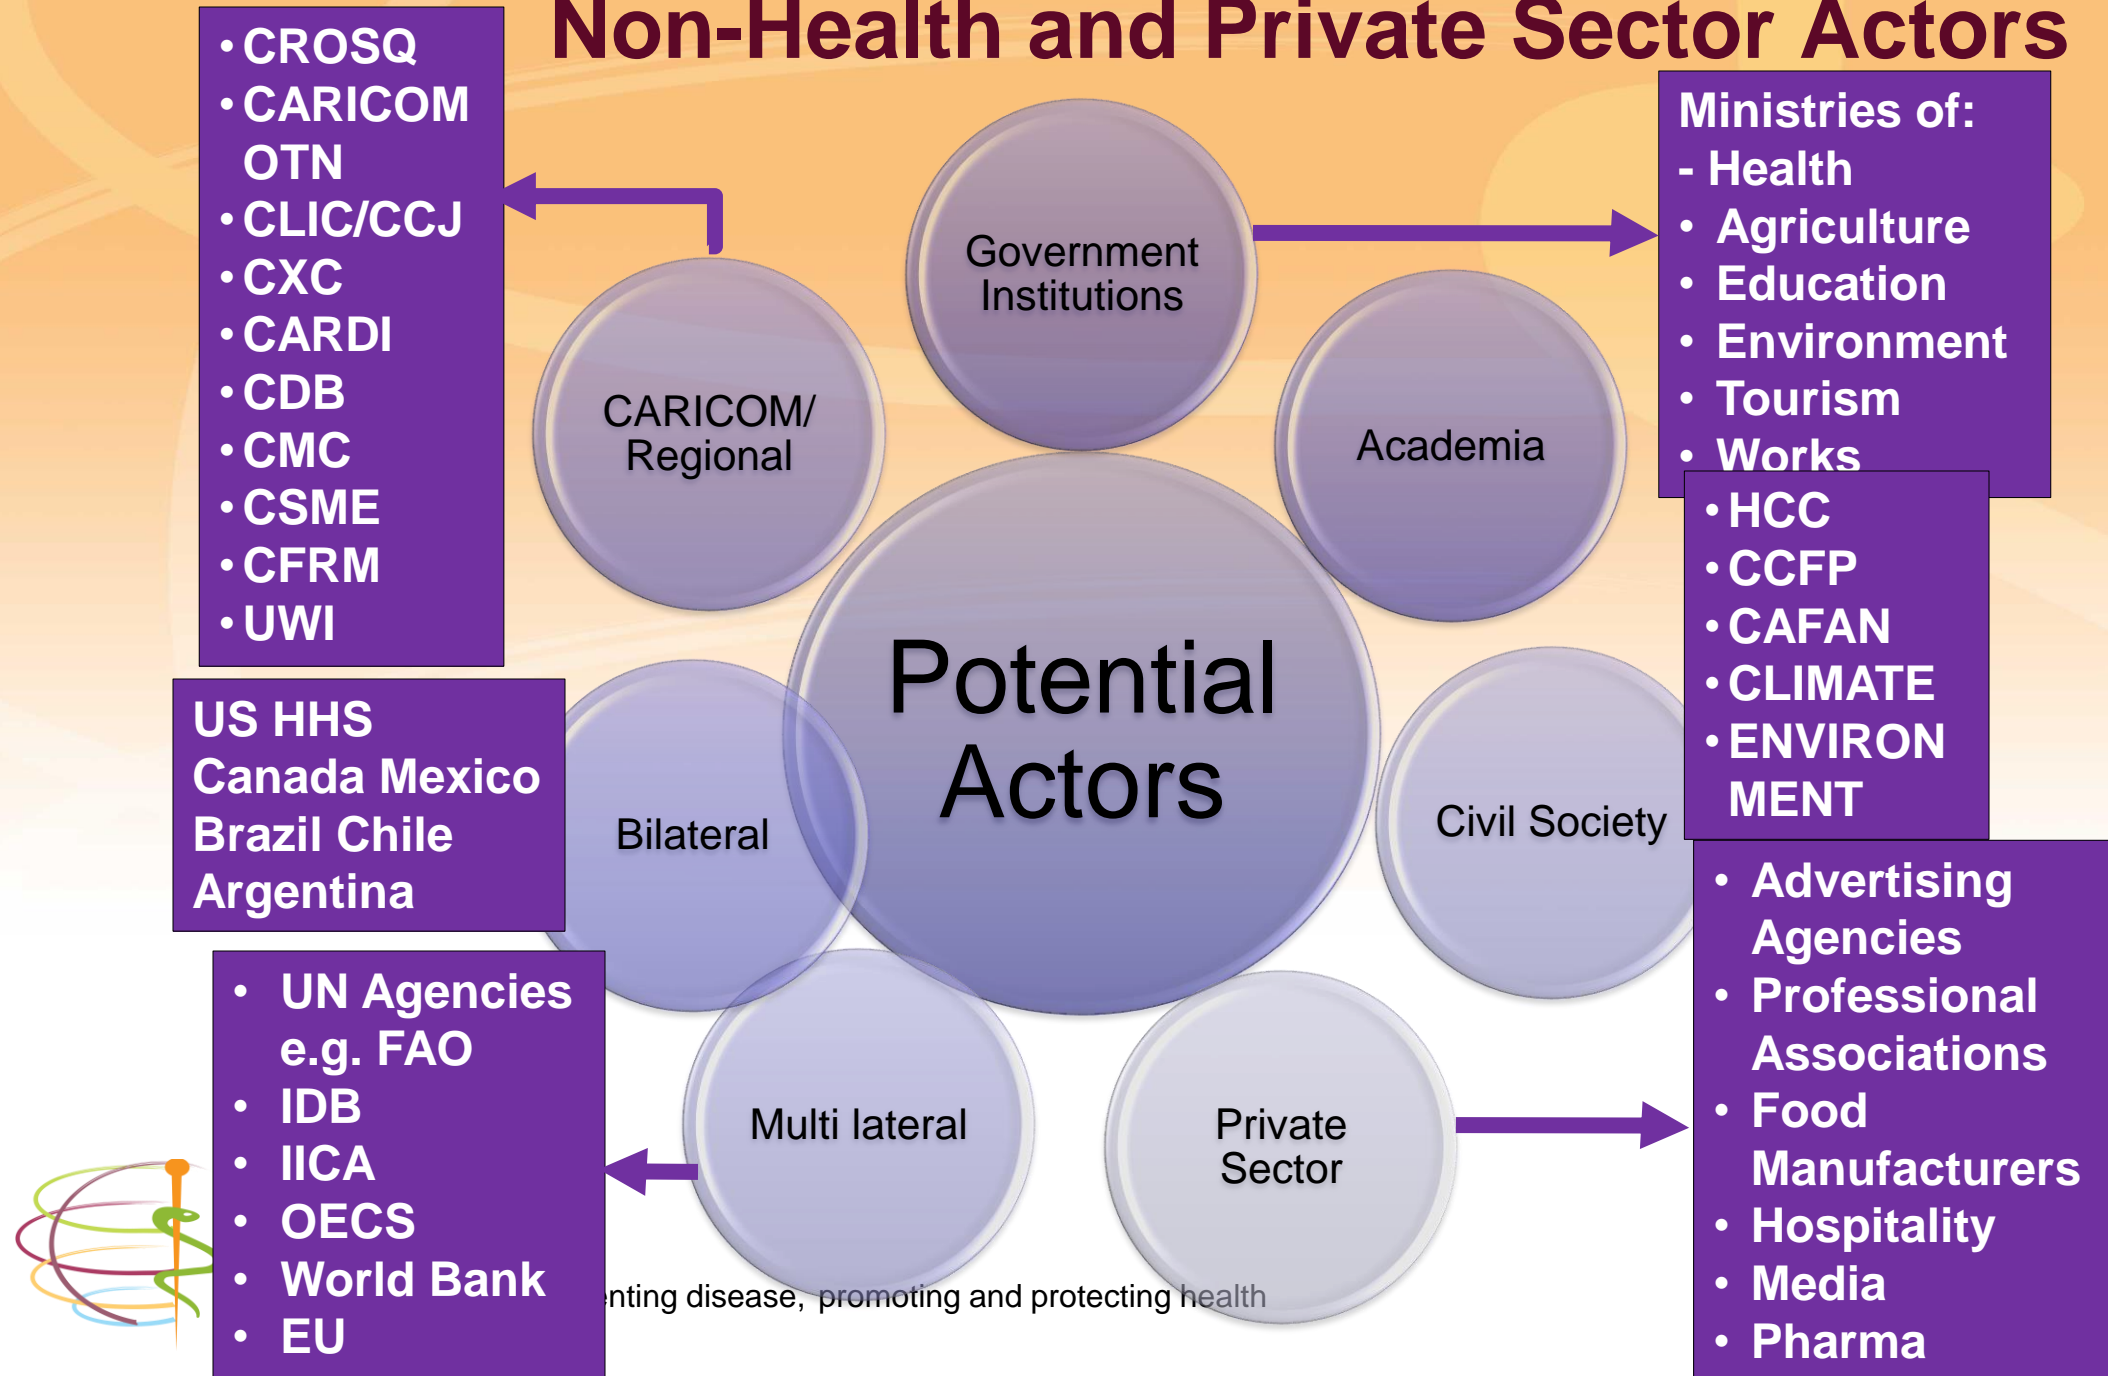 Non-Health and Private Sector Actors
• CROSQ
• CARICOM
OTN
• CLIC/CCJ
• CXC
• CARDI
• CDB
• CMC
• CSME
• CFRM
• UWI
Government
Institutions
Ministries of:
- Health
• Agriculture
• Education
• Environment
• Tourism
• Works
CARICOM/
Regional
Academia
• HCC
• CCFP
• CAFAN
• CLIMATE
• ENVIRON
MENT
Potential
Actors
US HHS
Canada Mexico
Brazil Chile
Argentina
Bilateral
Civil Society
• UN Agencies
e.g. FAO
• IDB
• IICA
• OECS
• World Bank
• EU
Multi lateral
Private
Sector
• Advertising
Agencies
• Professional
Associations
• Food
Manufacturers
• Hospitality
• Media
• Pharma
enting disease, promoting and protecting health